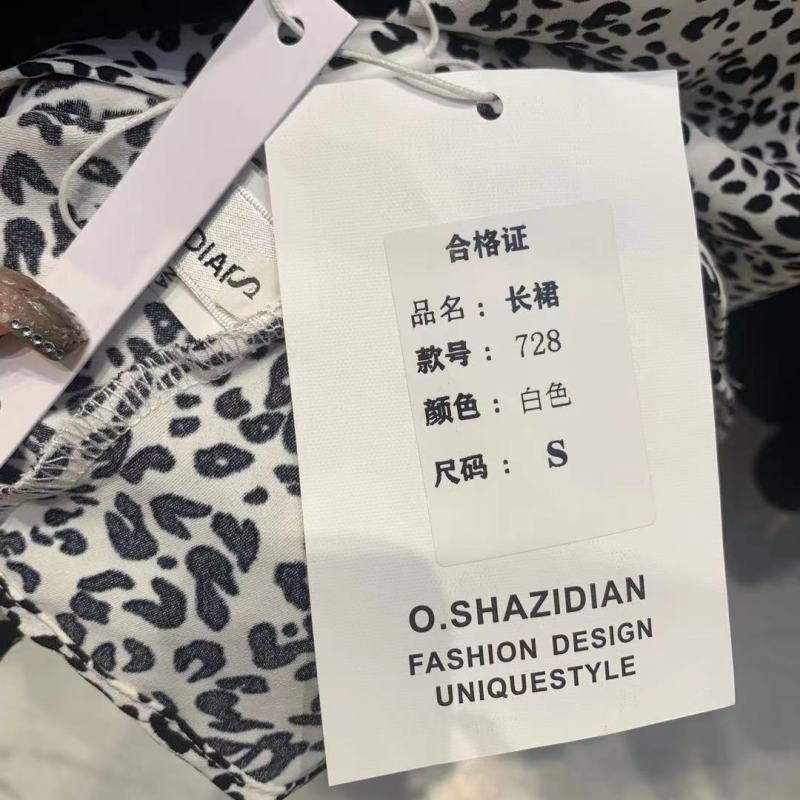 合格证
品名：长裙
款号：728
颜色：白色
尺码：S
O.SHAZIDIAN
FASHION DESIGN
UNIQUESTYLE